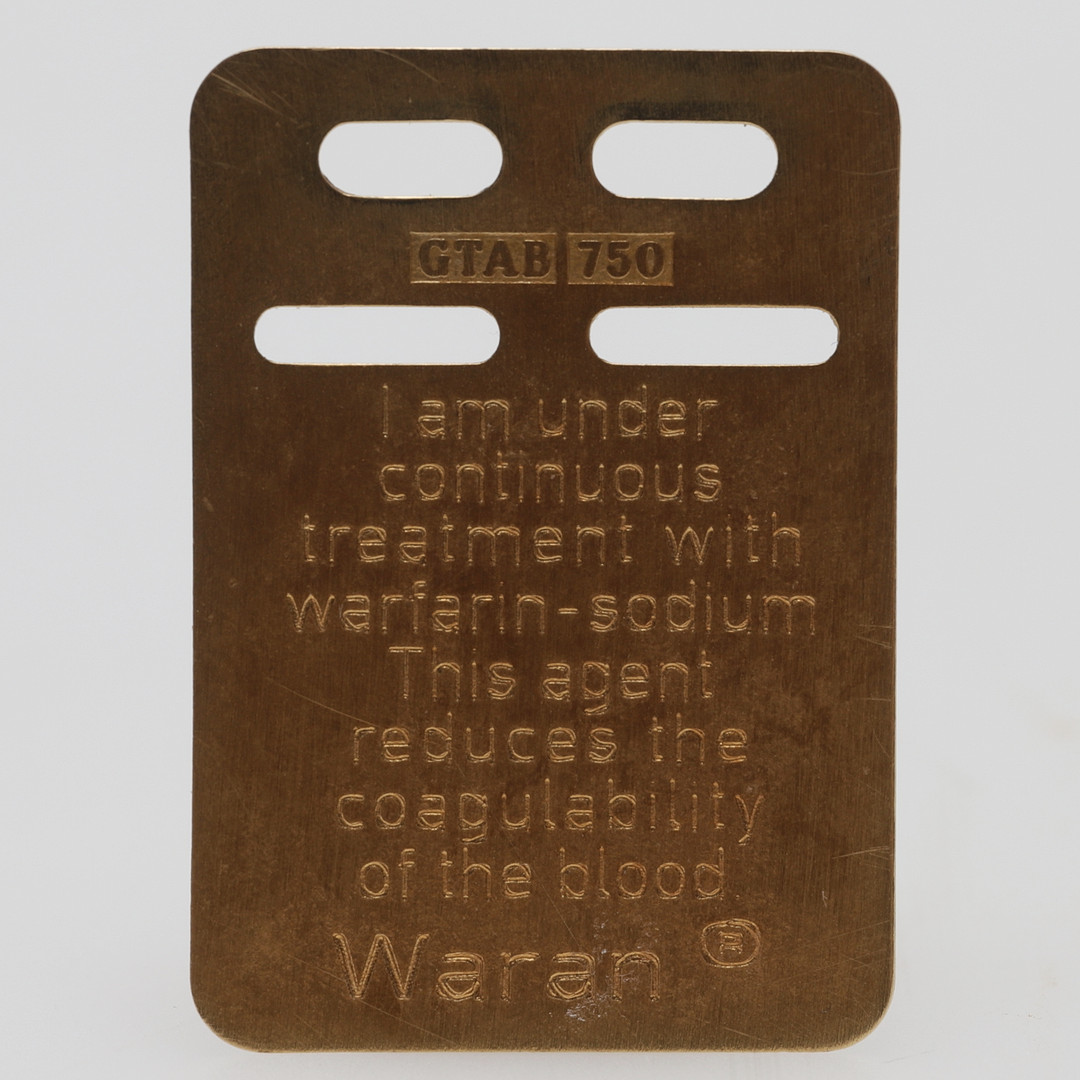 GTAB 750
I am under
continuous
treatment with
warfarin-sodium
This agent
reduces the
coagulability
of the blood.
Waran ®